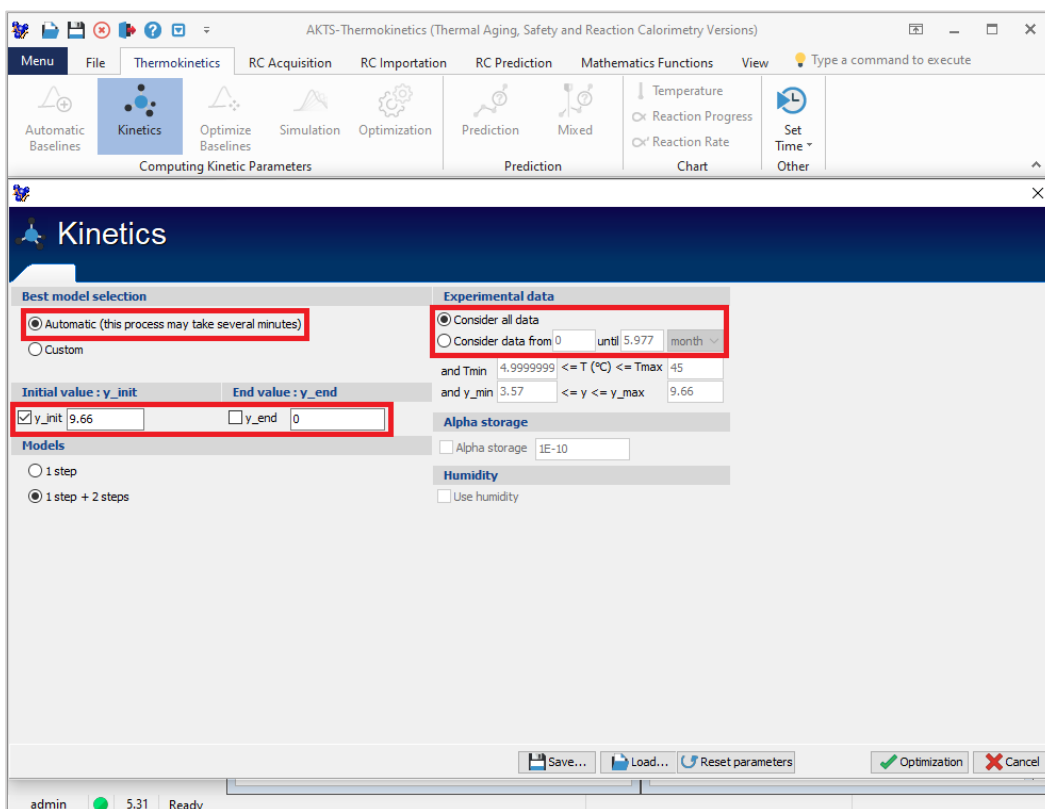 AKTS-Thermokinetics (Thermal Aging, Safety and Reaction Calorimetry Versions)
Menu File Thermokinetics RC Acquisition RC Importation RC Prediction Mathematics Functions View Type a command to execute
Automatic Baselines
Kinetics
Optimize Baselines
Simulation
Optimization
Prediction
Mixed
Temperature
Reaction Progress
Reaction Rate
Set Time
Computing Kinetic Parameters Prediction Chart Other
Kinetics
Best model selection
Automatic (this process may take several minutes)
Custom
Initial value : y_init End value : y_end
y_init 9.66 y_end 0
Models
1 step
1 step + 2 steps
Experimental data
Consider all data
Consider data from 0 until 5.977 month
and Tmin 4.9999999 <= T (°C) <= Tmax 45
and y_min 3.57 <= y <= y_max 9.66
Alpha storage
Alpha storage 1E-10
Humidity
Use humidity
Save... Load... Reset parameters Optimization Cancel
admin 5.31 Ready